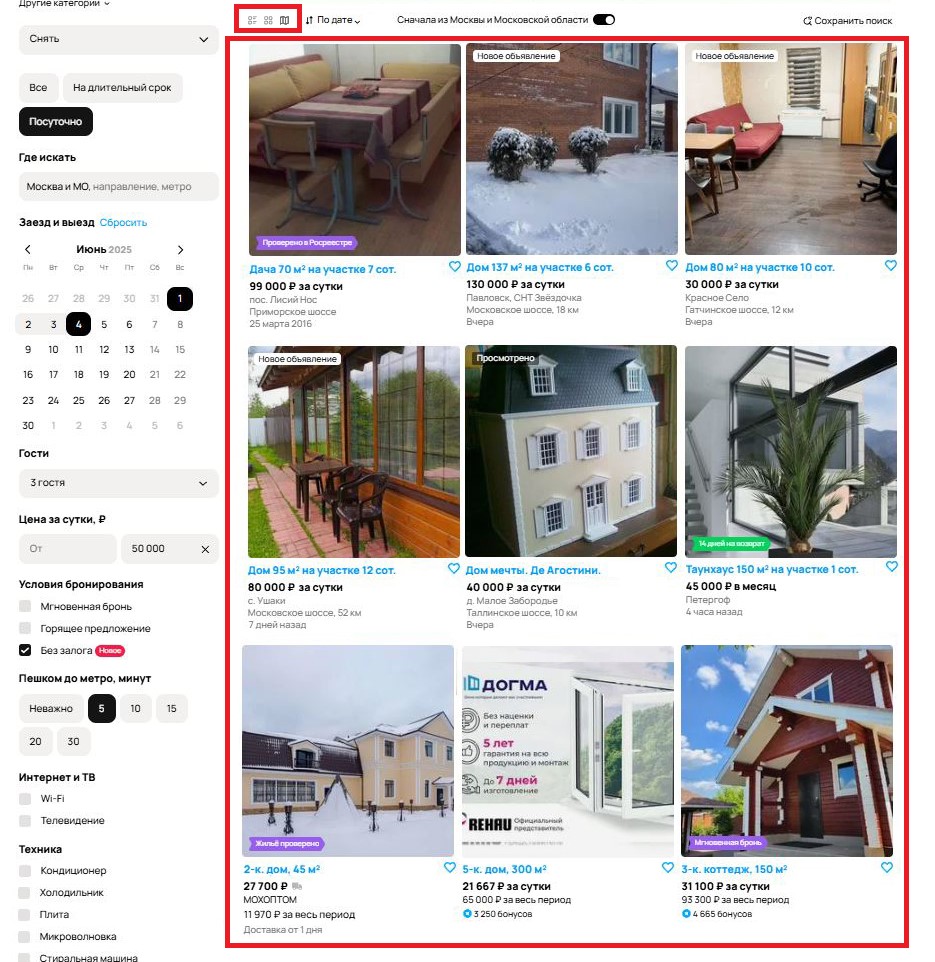 Другие категории
Снять
Все
На длительный срок
Посуточно
Где искать
Москва и МО, направление, метро
Заезд и выезд Сбросить
Июнь 2025
Пн Вт Ср Чт Пт Сб Вс
26 27 28 29 30 31 1
2 3 4 5 6 7 8
9 10 11 12 13 14 15
16 17 18 19 20 21 22
23 24 25 26 27 28 29
30 1 2 3 4 5 6
Гости
3 гостя
Цена за сутки, ₽
От
50 000
Условия бронирования
Мгновенная бронь
Горящее предложение
Без залога Новое
Пешком до метро, минут
Неважно 5 10 15
20 30
Интернет и ТВ
Wi-Fi
Телевидение
Техника
Кондиционер
Холодильник
Плита
Микроволновка
Стиральная машина
По дате
Сначала из Москвы и Московской области
Сохранить поиск
Проверено в Росреестре
Дача 70 м² на участке 7 сот.
99 000 ₽ за сутки
пос. Лисий Нос
Приморское шоссе
25 марта 2016
Новое объявление
Дом 137 м² на участке 6 сот.
130 000 ₽ за сутки
Павловск, СНТ Звёздочка
Московское шоссе, 18 км
Вчера
Новое объявление
Дом 80 м² на участке 10 сот.
30 000 ₽ за сутки
Красное Село
Гатчинское шоссе, 12 км
Вчера
Новое объявление
Дом 95 м² на участке 12 сот.
80 000 ₽ за сутки
с. Ушаки
Московское шоссе, 52 км
7 дней назад
Просмотрено
Дом мечты. Де Агостини.
40 000 ₽ за сутки
д. Малое Забородье
Таллинское шоссе, 10 км
Вчера
14 дней на возврат
Таунхаус 150 м² на участке 1 сот.
45 000 ₽ в месяц
Петергоф
4 часа назад
Жильё проверено
2-к. дом, 45 м²
27 700 ₽
МОХОПТОМ
11 970 ₽ за весь период
Доставка от 1 дня
ДОГМА
Без наценки
и переплат
5 лет
гарантия на всю
продукцию и монтаж
До 7 дней
изготовление
REHAU
Официальный
представитель
5-к. дом, 300 м²
21 667 ₽ за сутки
65 000 ₽ за весь период
3 250 бонусов
Мгновенная бронь
3-к. коттедж, 150 м²
31 100 ₽ за сутки
93 300 ₽ за весь период
4 665 бонусов